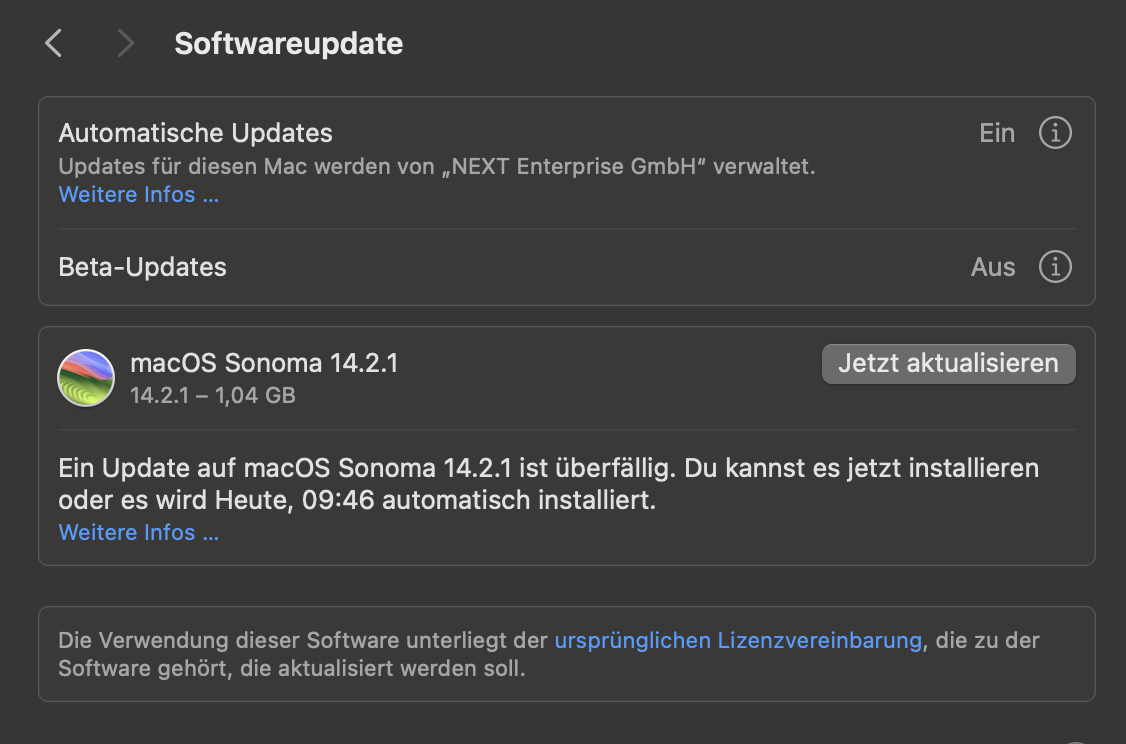 Softwareupdate
Automatische Updates
Ein
Updates für diesen Mac werden von „NEXT Enterprise GmbH“ verwaltet.
Weitere Infos ...
Beta-Updates
Aus
macOS Sonoma 14.2.1
Jetzt aktualisieren
14.2.1 – 1,04 GB
Ein Update auf macOS Sonoma 14.2.1 ist überfällig. Du kannst es jetzt installieren
oder es wird Heute, 09:46 automatisch installiert.
Weitere Infos ...
Die Verwendung dieser Software unterliegt der ursprünglichen Lizenzvereinbarung, die zu der
Software gehört, die aktualisiert werden soll.